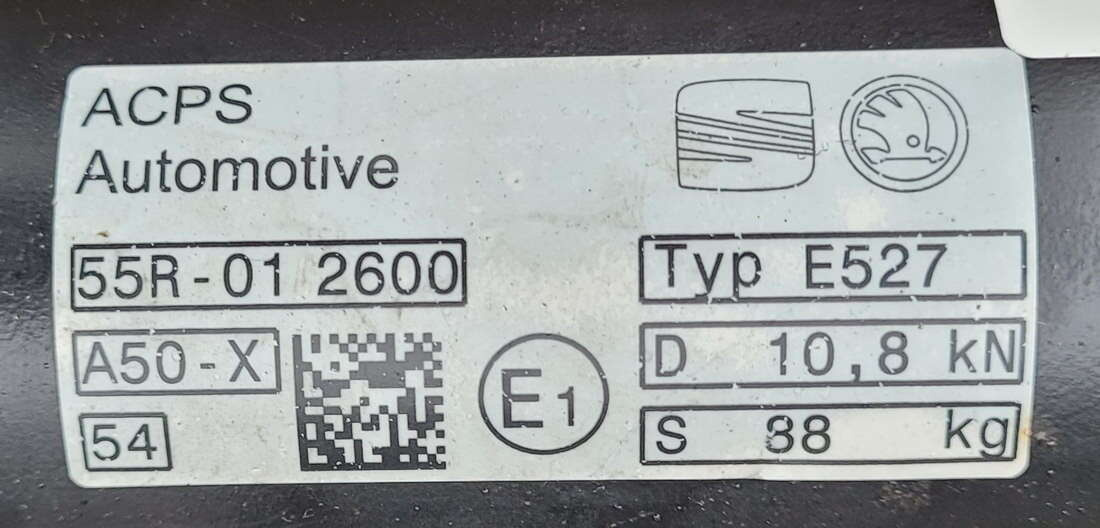 ACPS
Automotive
55R-01 2600
Typ E527
A50-X
E1
D 10,8 kN
54
S 88 kg